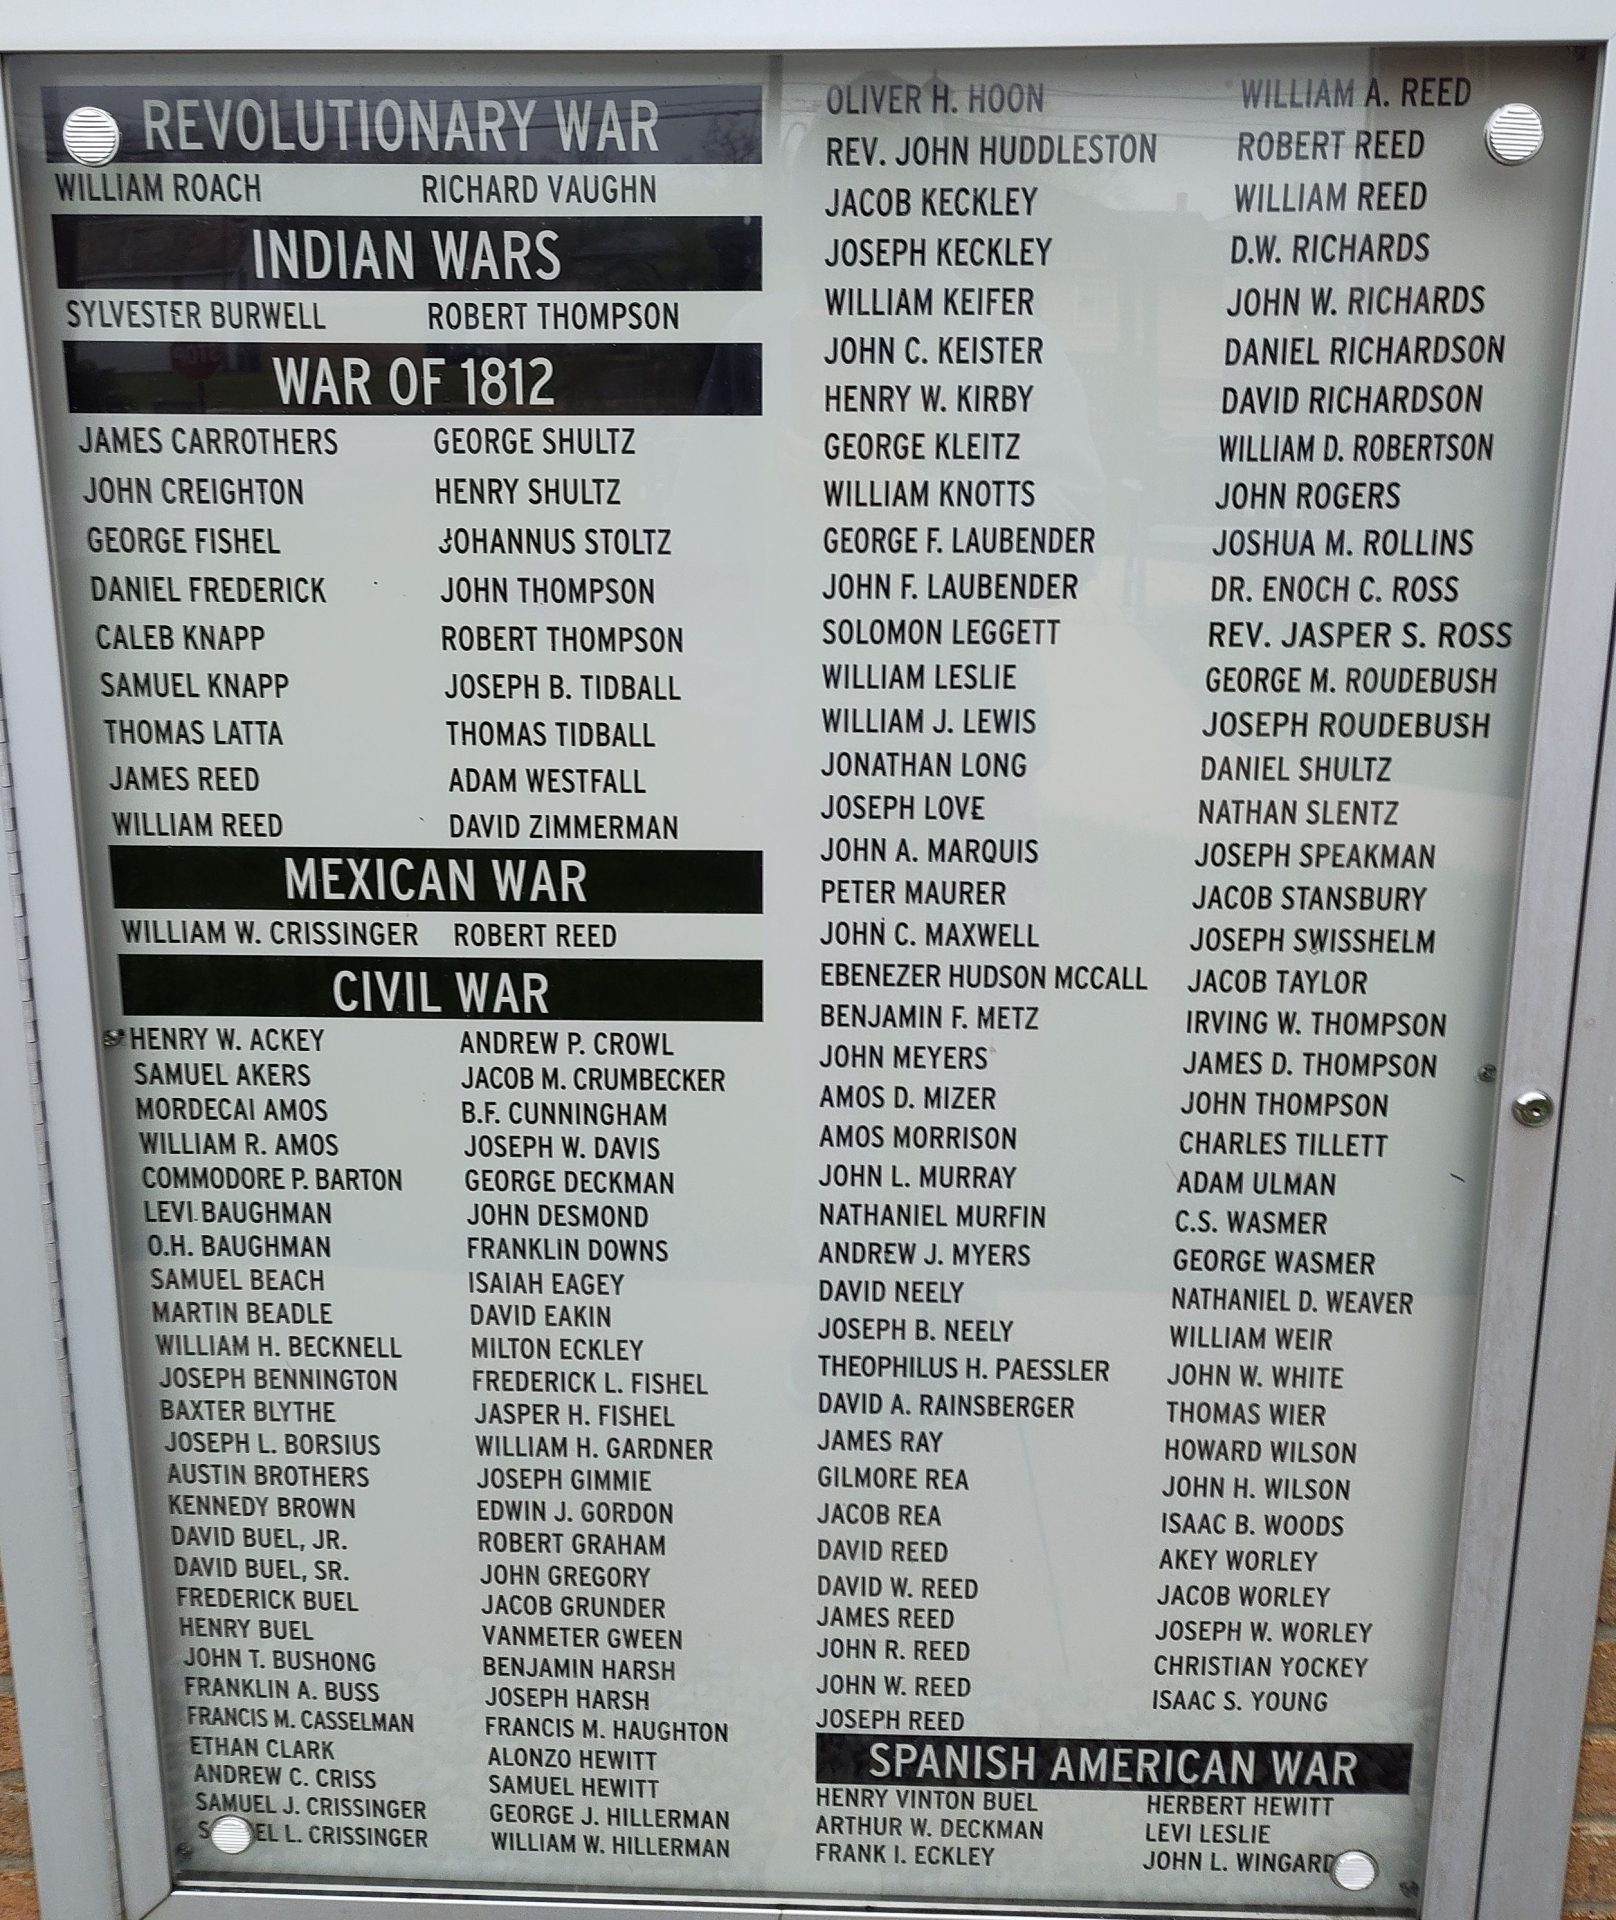 REVOLUTIONARY WAR
WILLIAM ROACH RICHARD VAUGHN
INDIAN WARS
SYLVESTER BURWELL ROBERT THOMPSON
WAR OF 1812
JAMES CARROTHERS GEORGE SHULTZ
JOHN CREIGHTON HENRY SHULTZ
GEORGE FISHEL JOHANNUS STOLTZ
DANIEL FREDERICK JOHN THOMPSON
CALEB KNAPP ROBERT THOMPSON
SAMUEL KNAPP JOSEPH B. TIDBALL
THOMAS LATTA THOMAS TIDBALL
JAMES REED ADAM WESTFALL
WILLIAM REED DAVID ZIMMERMAN
MEXICAN WAR
WILLIAM W. CRISSINGER ROBERT REED
CIVIL WAR
HENRY W. ACKEY
SAMUEL AKERS
MORDECAI AMOS
WILLIAM R. AMOS
COMMODORE P. BARTON
LEVI BAUGHMAN
O.H. BAUGHMAN
SAMUEL BEACH
MARTIN BEADLE
WILLIAM H. BECKNELL
JOSEPH BENNINGTON
BAXTER BLYTHE
JOSEPH L. BORSIUS
AUSTIN BROTHERS
KENNEDY BROWN
DAVID BUEL, JR.
DAVID BUEL, SR.
FREDERICK BUEL
HENRY BUEL
JOHN T. BUSHONG
FRANKLIN A. BUSS
FRANCIS M. CASSELMAN
ETHAN CLARK
ANDREW C. CRISS
SAMUEL J. CRISSINGER
L. CRISSINGER
ANDREW P. CROWL
JACOB M. CRUMBECKER
B.F. CUNNINGHAM
JOSEPH W. DAVIS
GEORGE DECKMAN
JOHN DESMOND
FRANKLIN DOWNS
ISAIAH EAGEY
DAVID EAKIN
MILTON ECKLEY
FREDERICK L. FISHEL
JASPER H. FISHEL
WILLIAM H. GARDNER
JOSEPH GIMMIE
EDWIN J. GORDON
ROBERT GRAHAM
JOHN GREGORY
JACOB GRUNDER
VANMETER GWEEN
BENJAMIN HARSH
JOSEPH HARSH
FRANCIS M. HAUGHTON
ALONZO HEWITT
SAMUEL HEWITT
GEORGE J. HILLERMAN
WILLIAM W. HILLERMAN
OLIVER H. HOON
REV. JOHN HUDDLESTON
JACOB KECKLEY
JOSEPH KECKLEY
WILLIAM KEIFER
JOHN C. KEISTER
HENRY W. KIRBY
GEORGE KLEITZ
WILLIAM KNOTTS
GEORGE F. LAUBENDER
JOHN F. LAUBENDER
SOLOMON LEGGETT
WILLIAM LESLIE
WILLIAM J. LEWIS
JONATHAN LONG
JOSEPH LOVE
JOHN A. MARQUIS
PETER MAURER
JOHN C. MAXWELL
EBENEZER HUDSON MCCALL
BENJAMIN F. METZ
JOHN MEYERS
AMOS D. MIZER
AMOS MORRISON
JOHN L. MURRAY
NATHANIEL MURFIN
ANDREW J. MYERS
DAVID NEELY
JOSEPH B. NEELY
THEOPHILUS H. PAESSLER
DAVID A. RAINSBERGER
JAMES RAY
GILMORE REA
JACOB REA
DAVID REED
DAVID W. REED
JAMES REED
JOHN R. REED
JOHN W. REED
JOSEPH REED
WILLIAM A. REED
ROBERT REED
WILLIAM REED
D.W. RICHARDS
JOHN W. RICHARDS
DANIEL RICHARDSON
DAVID RICHARDSON
WILLIAM D. ROBERTSON
JOHN ROGERS
JOSHUA M. ROLLINS
DR. ENOCH C. ROSS
REV. JASPER S. ROSS
GEORGE M. ROUDEBUSH
JOSEPH ROUDEBUSH
DANIEL SHULTZ
NATHAN SLENTZ
JOSEPH SPEAKMAN
JACOB STANSBURY
JOSEPH SWISSHELM
JACOB TAYLOR
IRVING W. THOMPSON
JAMES D. THOMPSON
JOHN THOMPSON
CHARLES TILLETT
ADAM ULMAN
C.S. WASMER
GEORGE WASMER
NATHANIEL D. WEAVER
WILLIAM WEIR
JOHN W. WHITE
THOMAS WIER
HOWARD WILSON
JOHN H. WILSON
ISAAC B. WOODS
AKEY WORLEY
JACOB WORLEY
JOSEPH W. WORLEY
CHRISTIAN YOCKEY
ISAAC S. YOUNG
SPANISH AMERICAN WAR
HENRY VINTON BUEL HERBERT HEWITT
ARTHUR W. DECKMAN LEVI LESLIE
FRANK I. ECKLEY JOHN L. WINGARD